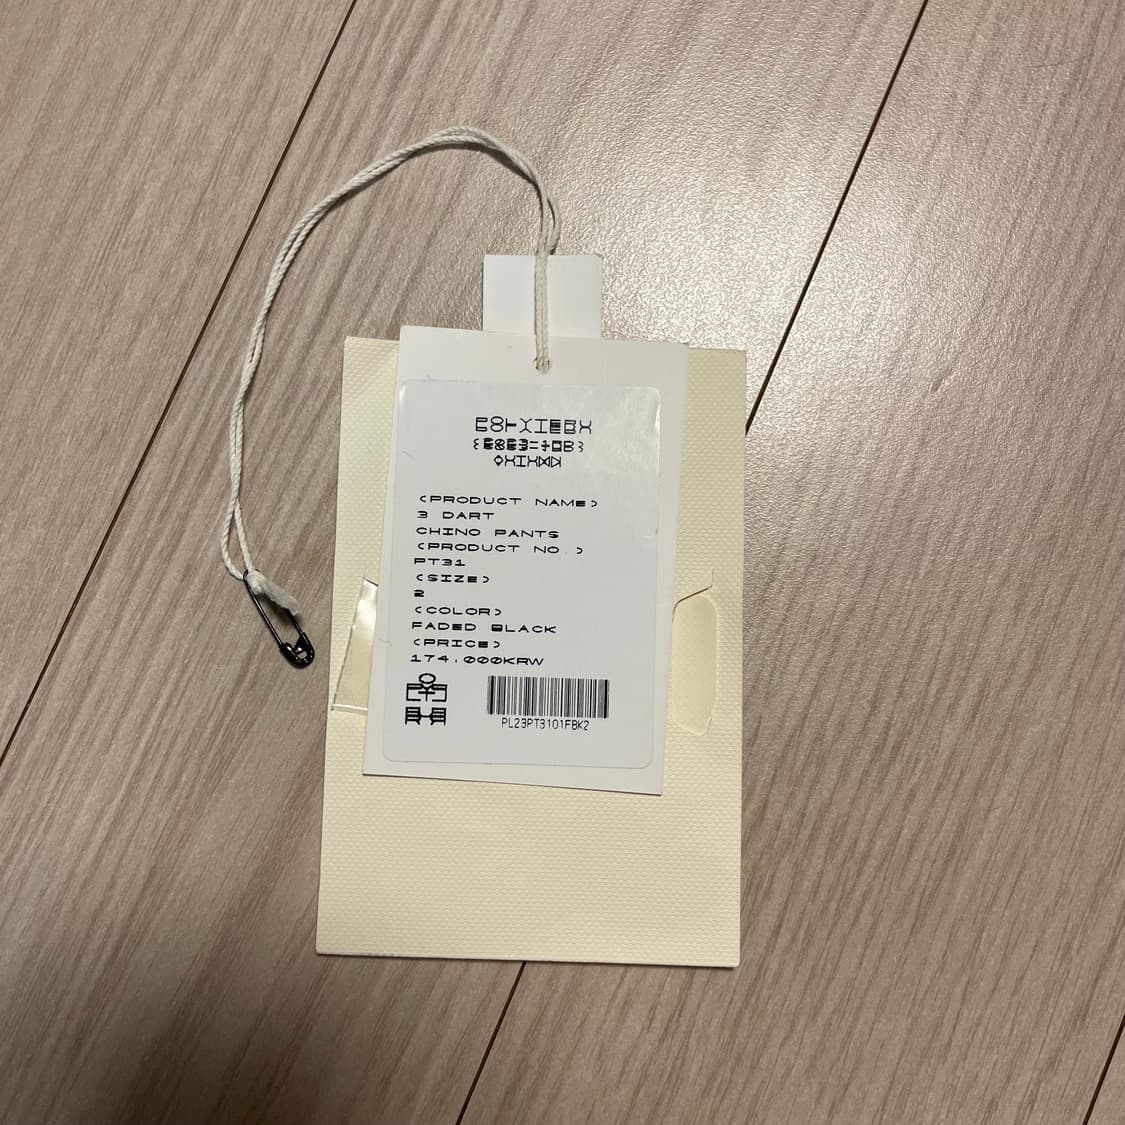 <PRODUCT NAME>
3 DART
CHINO PANTS
<PRODUCT NO.>
PT31
<SIZE>
2
<COLOR>
FADED BLACK
<PRICE>
174.000KRW
PL23PT3101FBK2